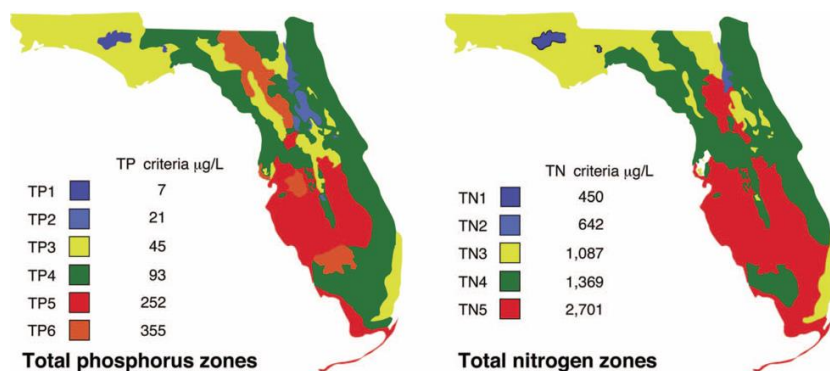 TP criteria µg/L
TP1 7
TP2 21
TP3 45
TP4 93
TP5 252
TP6 355
Total phosphorus zones
TN criteria µg/L
TN1 450
TN2 642
TN3 1,087
TN4 1,369
TN5 2,701
Total nitrogen zones